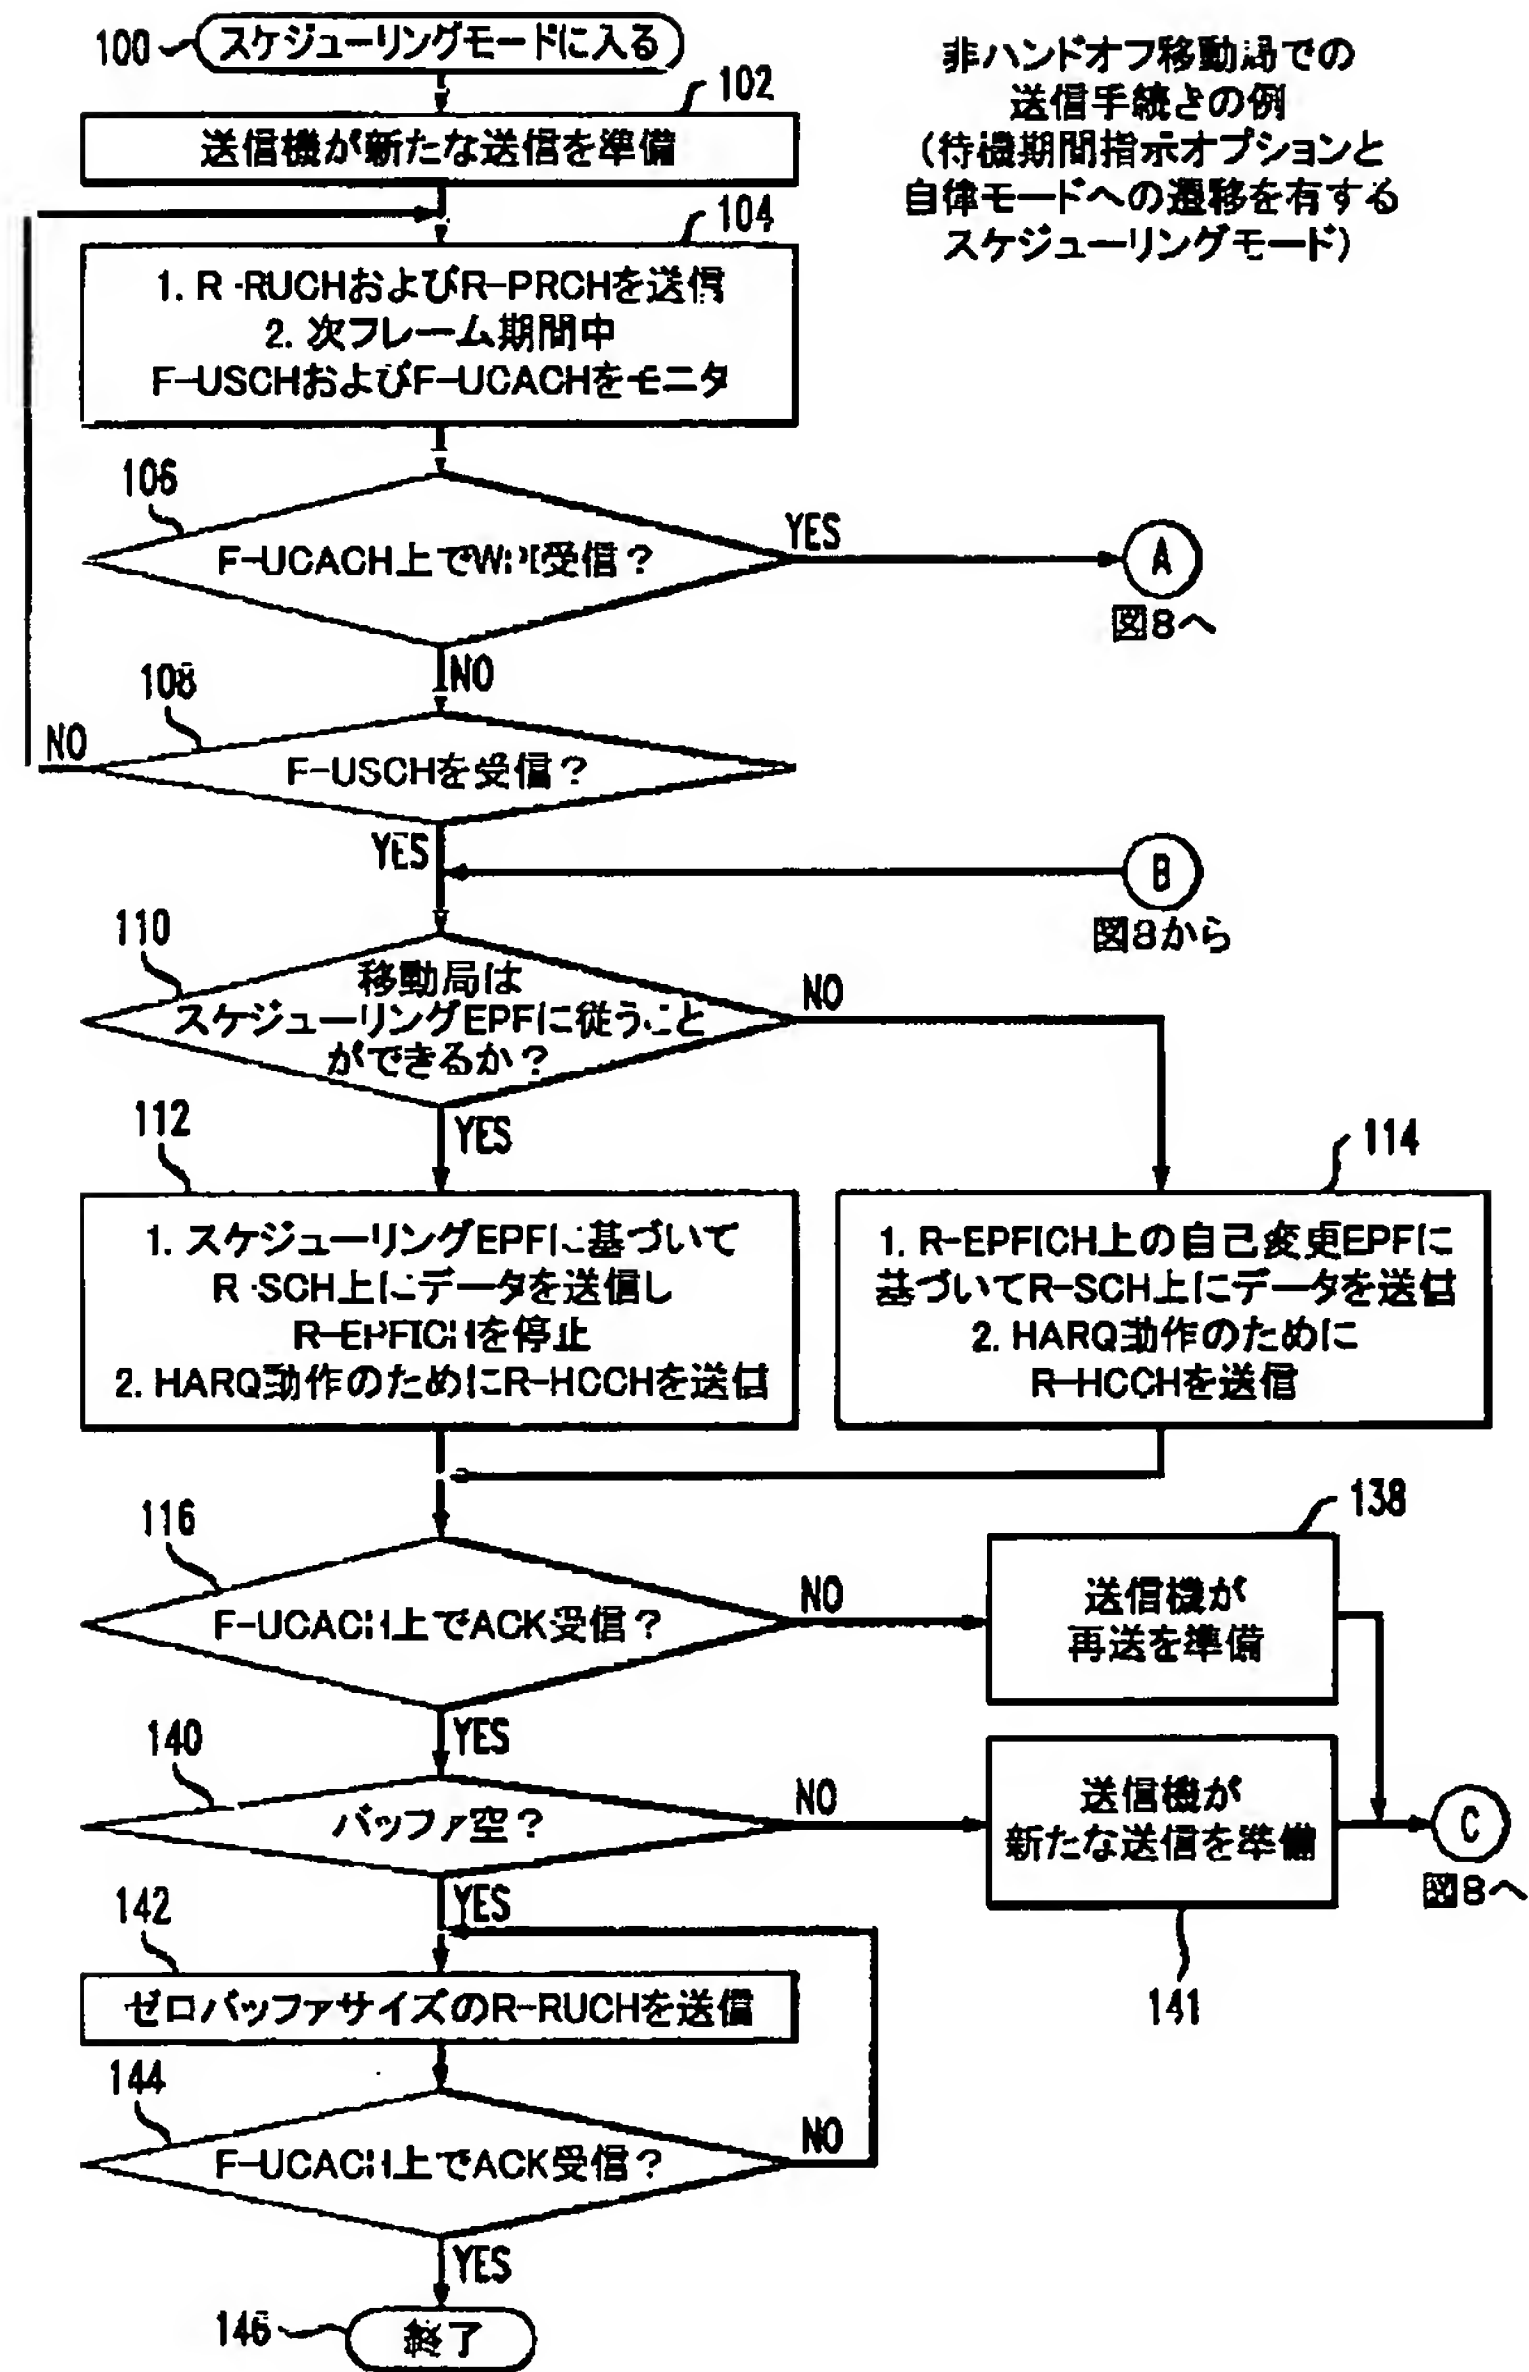 100
スケジューリングモードに入る
非ハンドオフ移動局での
送信手続きの例
(待機期間指示オプションと
自律モードへの遷移を有する
スケジューリングモード)
102
送信機が新たな送信を準備
104
1. R-RUCHおよびR-PRCHを送信
2. 次フレーム期間中
F-USCHおよびF-UCACHをモニタ
106
F-UCACH上でWPI受信?
YES
A
図8へ
NO
108
F-USCHを受信?
NO
YES
B
図8から
110
移動局は
スケジューリングEPFに従うこと
ができるか?
NO
YES
112
1. スケジューリングEPFに基づいて
R-SCH上にデータを送信し
R-EPFICHを停止
2. HARQ動作のためにR-HCCHを送信
114
1. R-EPFICH上の自己変更EPFに
基づいてR-SCH上にデータを送信
2. HARQ動作のために
R-HCCHを送信
116
F-UCACH上でACK受信?
NO
138
送信機が
再送を準備
YES
140
バッファ空?
NO
送信機が
新たな送信を準備
141
C
図8へ
YES
142
ゼロバッファサイズのR-RUCHを送信
144
F-UCACH上でACK受信?
NO
YES
146
終了